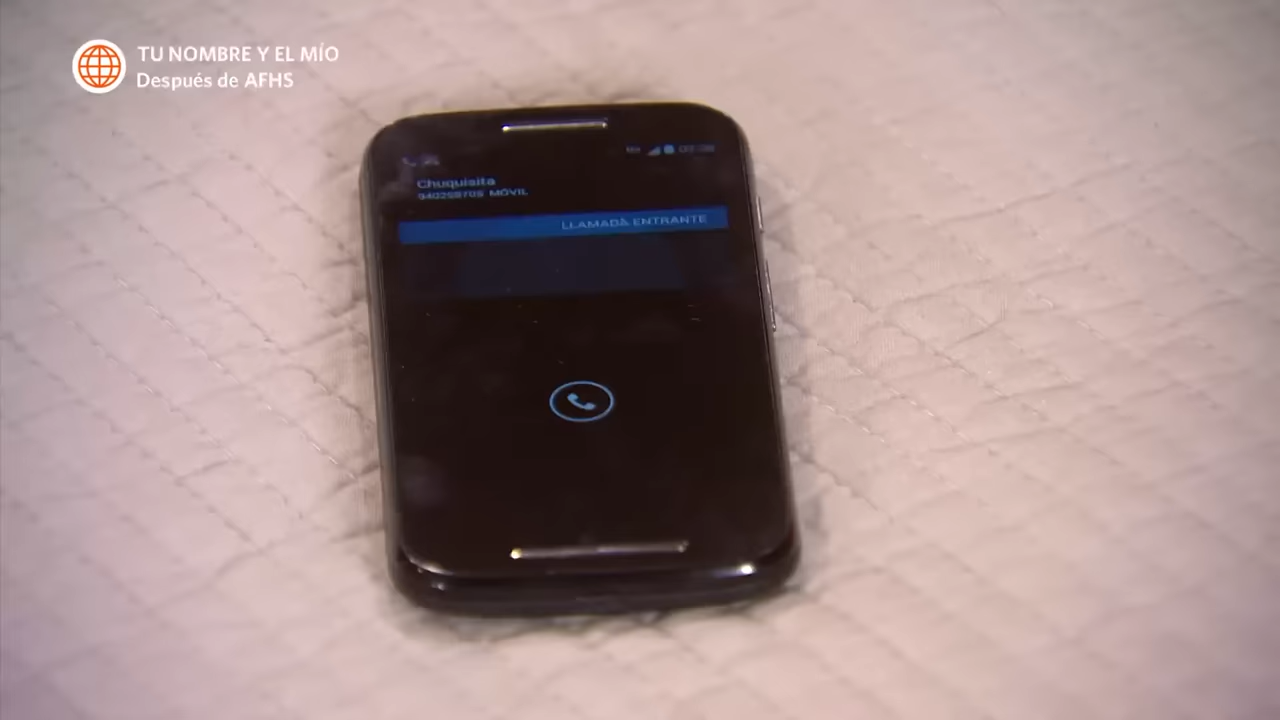 TU NOMBRE Y EL MÍO
Después de AFHS
Chuquisita
MÓVIL
LLAMADA ENTRANTE